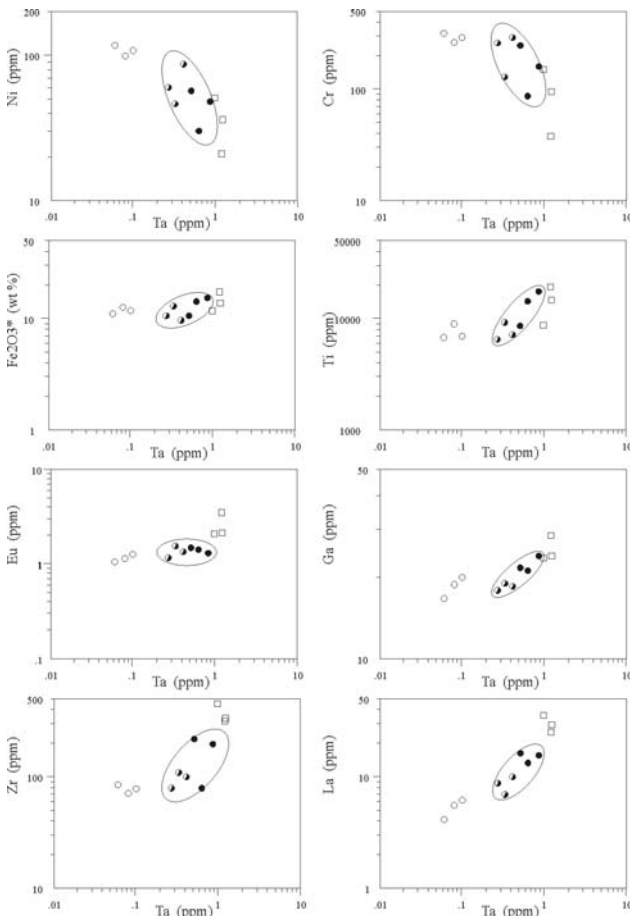 200
100
Ni (ppm)
10
.01 .1 1 10
Ta (ppm)
500
100
Cr (ppm)
10
.01 .1 1 10
Ta (ppm)
50
10
Fe2O3* (wt %)
1
.01 .1 1 10
Ta (ppm)
50000
10000
Ti (ppm)
1000
.01 .1 1 10
Ta (ppm)
10
1
Eu (ppm)
.1
.01 .1 1 10
Ta (ppm)
50
Ga (ppm)
10
.01 .1 1 10
Ta (ppm)
500
100
Zr (ppm)
10
.01 .1 1 10
Ta (ppm)
50
10
La (ppm)
1
.01 .1 1 10
Ta (ppm)